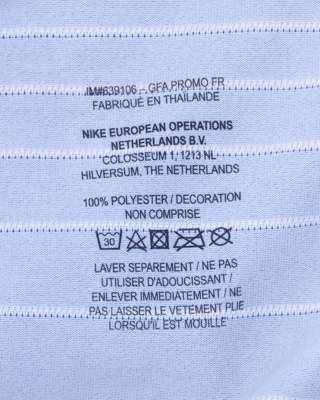 IM#639106 - GFA PROMO FR
FABRIQUÉ EN THAÏLANDE
NIKE EUROPEAN OPERATIONS
NETHERLANDS B.V.
COLOSSEUM 1, 1213 NL
HILVERSUM, THE NETHERLANDS
100% POLYESTER / DECORATION
NON COMPRISE
30
LAVER SEPAREMENT / NE PAS
UTILISER D'ADOUCISSANT /
ENLEVER IMMEDIATEMENT / NE
PAS LAISSER LE VETEMENT PLIE
LORSQU'IL EST MOUILLE